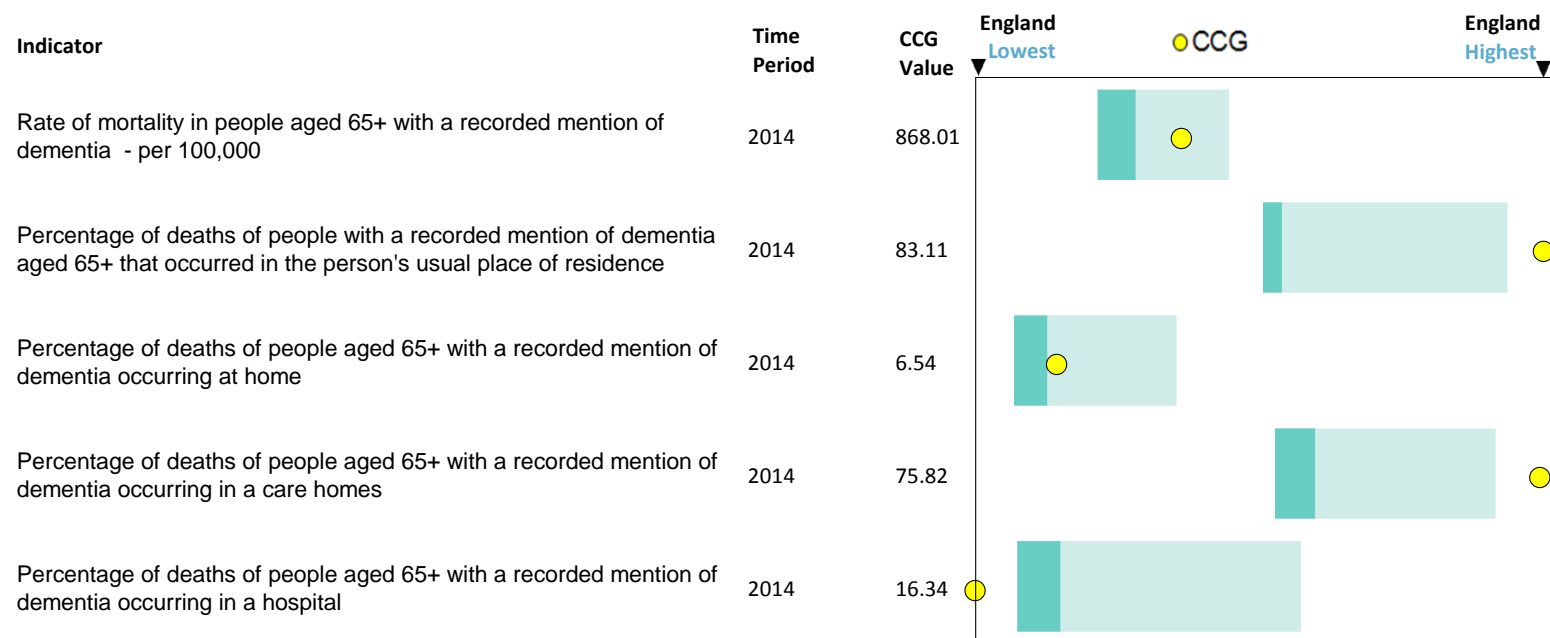 Indicator
Time
Period
CCG
Value
England
Lowest
CCG
England
Highest
Rate of mortality in people aged 65+ with a recorded mention of
dementia - per 100,000
2014
868.01
Percentage of deaths of people with a recorded mention of dementia
aged 65+ that occurred in the person's usual place of residence
2014
83.11
Percentage of deaths of people aged 65+ with a recorded mention of
dementia occurring at home
2014
6.54
Percentage of deaths of people aged 65+ with a recorded mention of
dementia occurring in a care homes
2014
75.82
Percentage of deaths of people aged 65+ with a recorded mention of
dementia occurring in a hospital
2014
16.34